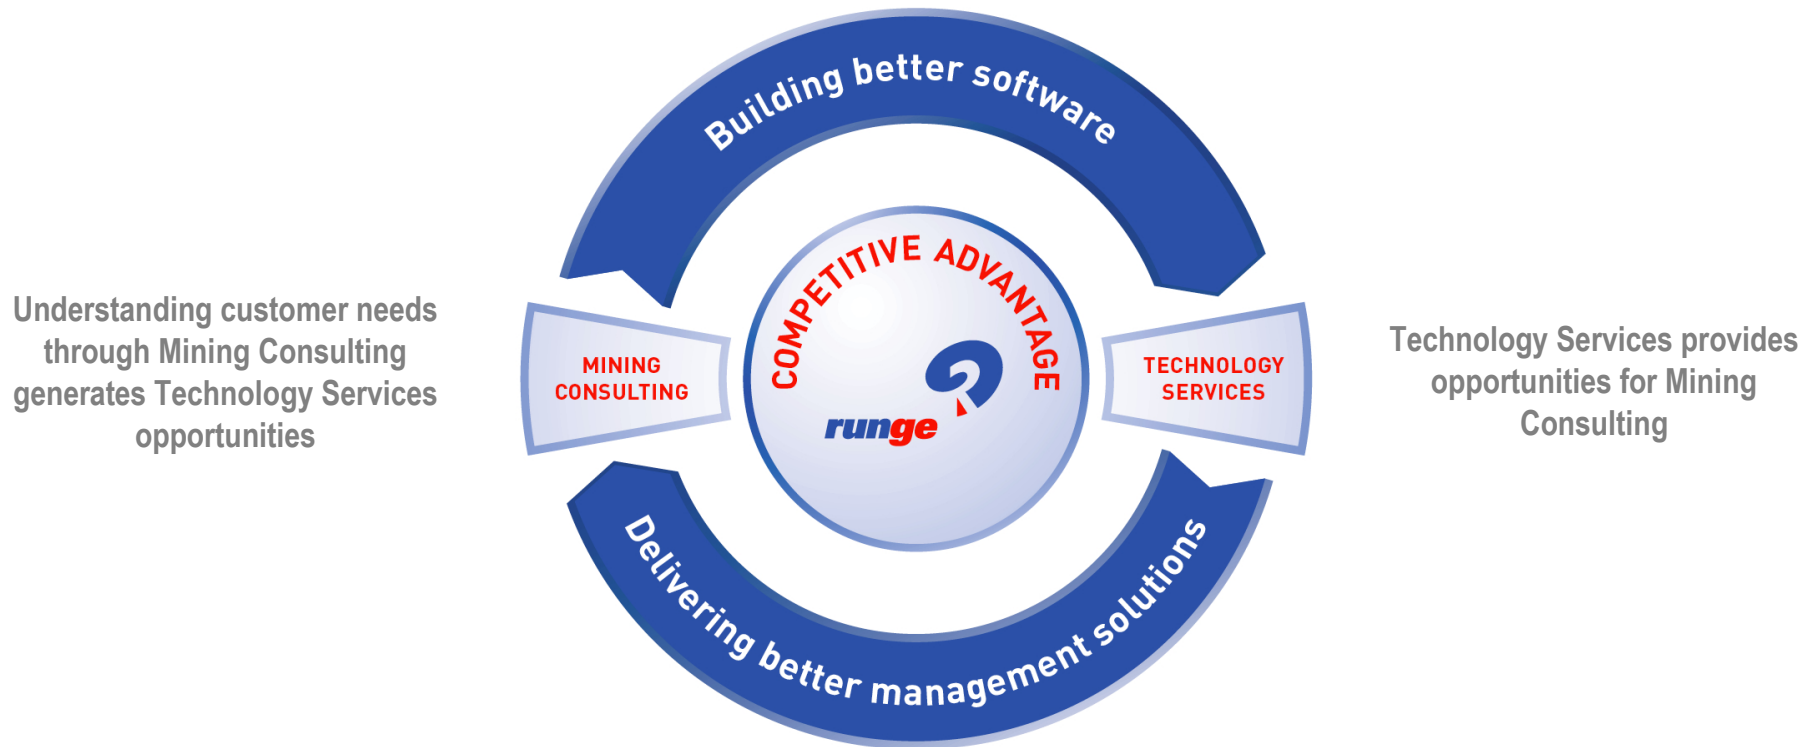 Building better software
Understanding customer needs
through Mining Consulting
generates Technology Services
opportunities
MINING
CONSULTING
COMPETITIVE ADVANTAGE
runge
TECHNOLOGY
SERVICES
Technology Services provides
opportunities for Mining
Consulting
Delivering better management solutions